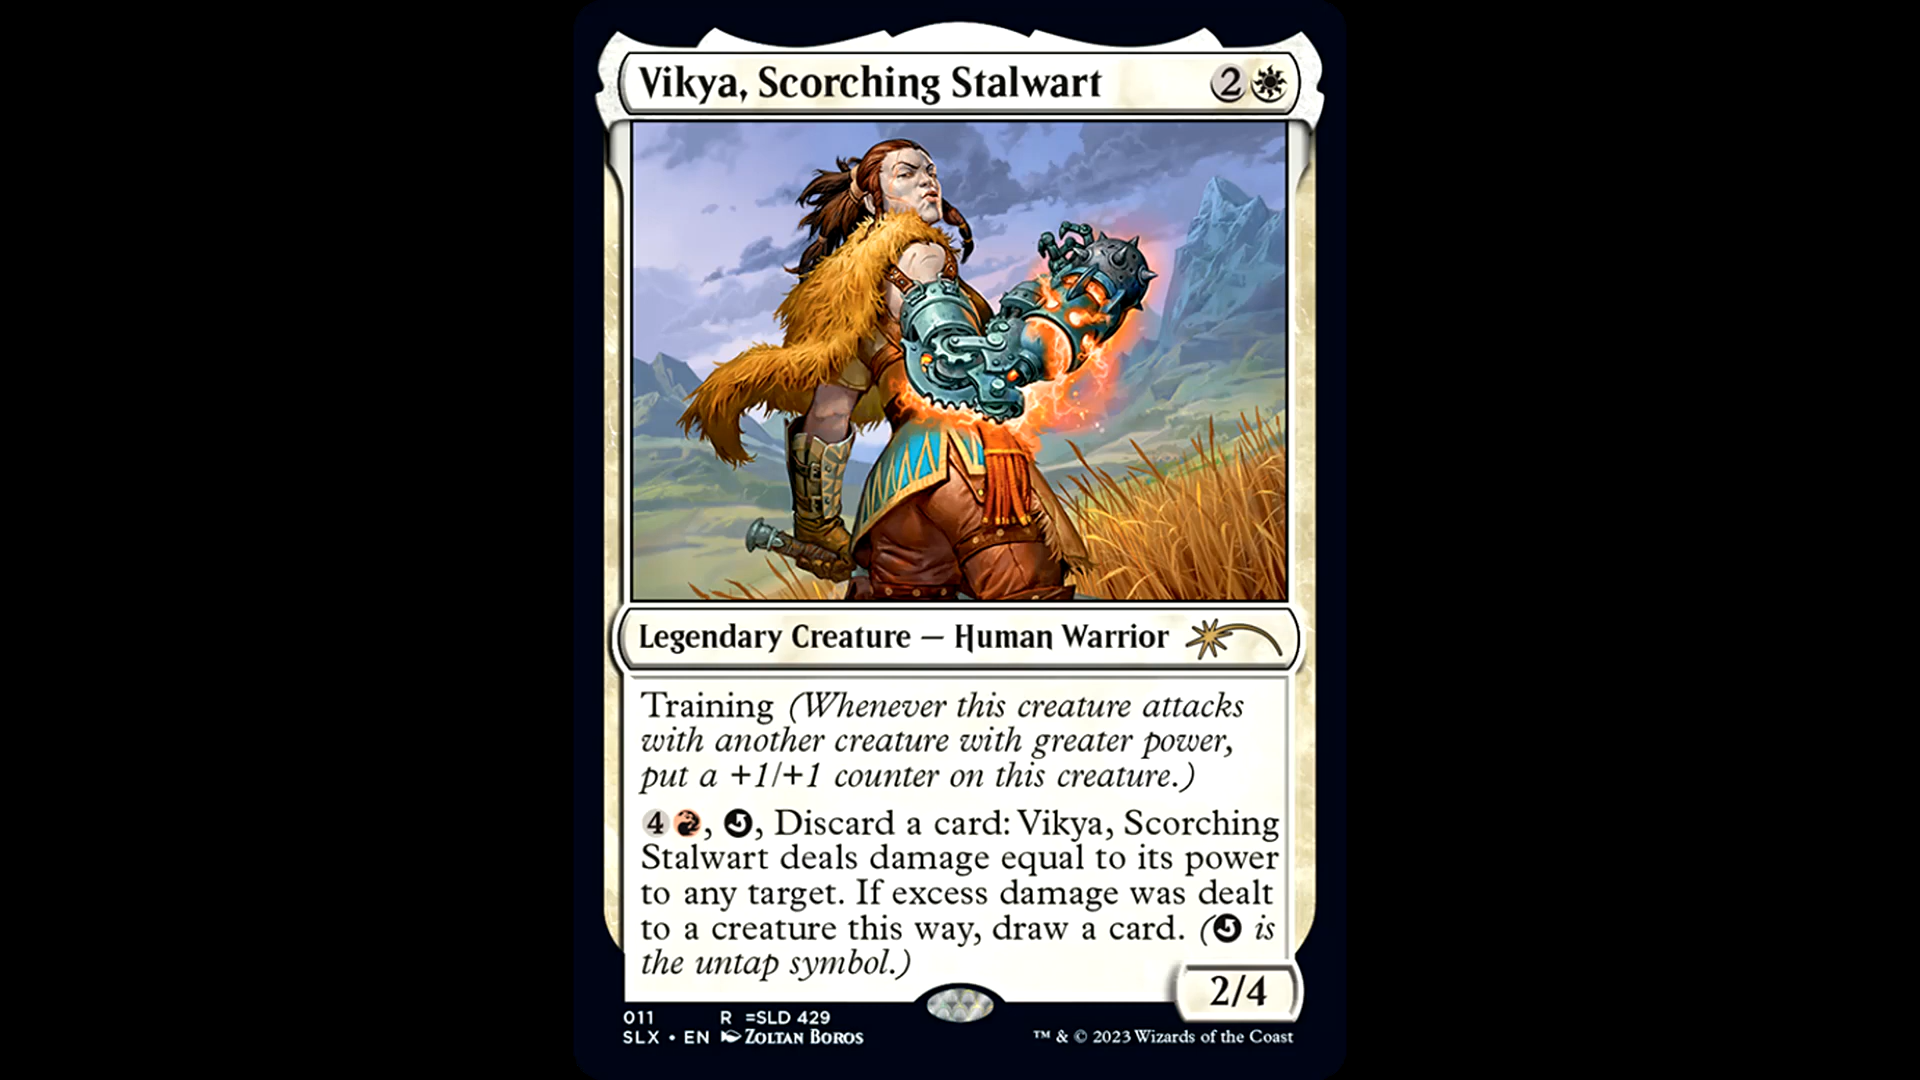 Vikya, Scorching Stalwart 2
Legendary Creature — Human Warrior
Training (Whenever this creature attacks
with another creature with greater power,
put a +1/+1 counter on this creature.)
4, , Discard a card: Vikya, Scorching
Stalwart deals damage equal to its power
to any target. If excess damage was dealt
to a creature this way, draw a card. ( is
the untap symbol.)
2/4
011 R =SLD 429
SLX • EN ZOLTAN BOROS
™ & © 2023 Wizards of the Coast